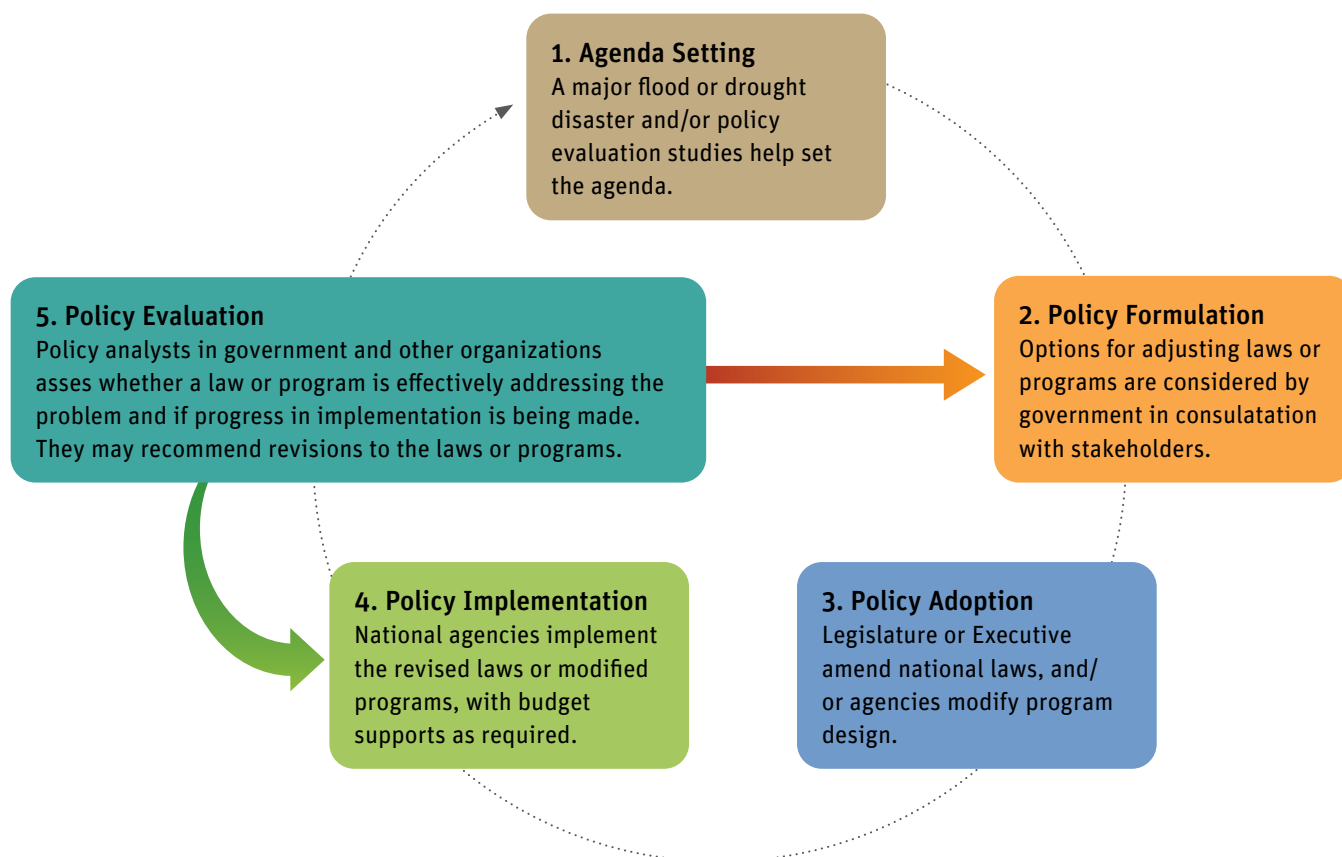 1. Agenda Setting
A major flood or drought
disaster and/or policy
evaluation studies help set
the agenda.
5. Policy Evaluation
Policy analysts in government and other organizations
asses whether a law or program is effectively addressing the
problem and if progress in implementation is being made.
They may recommend revisions to the laws or programs.
2. Policy Formulation
Options for adjusting laws or
programs are considered by
government in consulatation
with stakeholders.
4. Policy Implementation
National agencies implement
the revised laws or modified
programs, with budget
supports as required.
3. Policy Adoption
Legislature or Executive
amend national laws, and/
or agencies modify program
design.